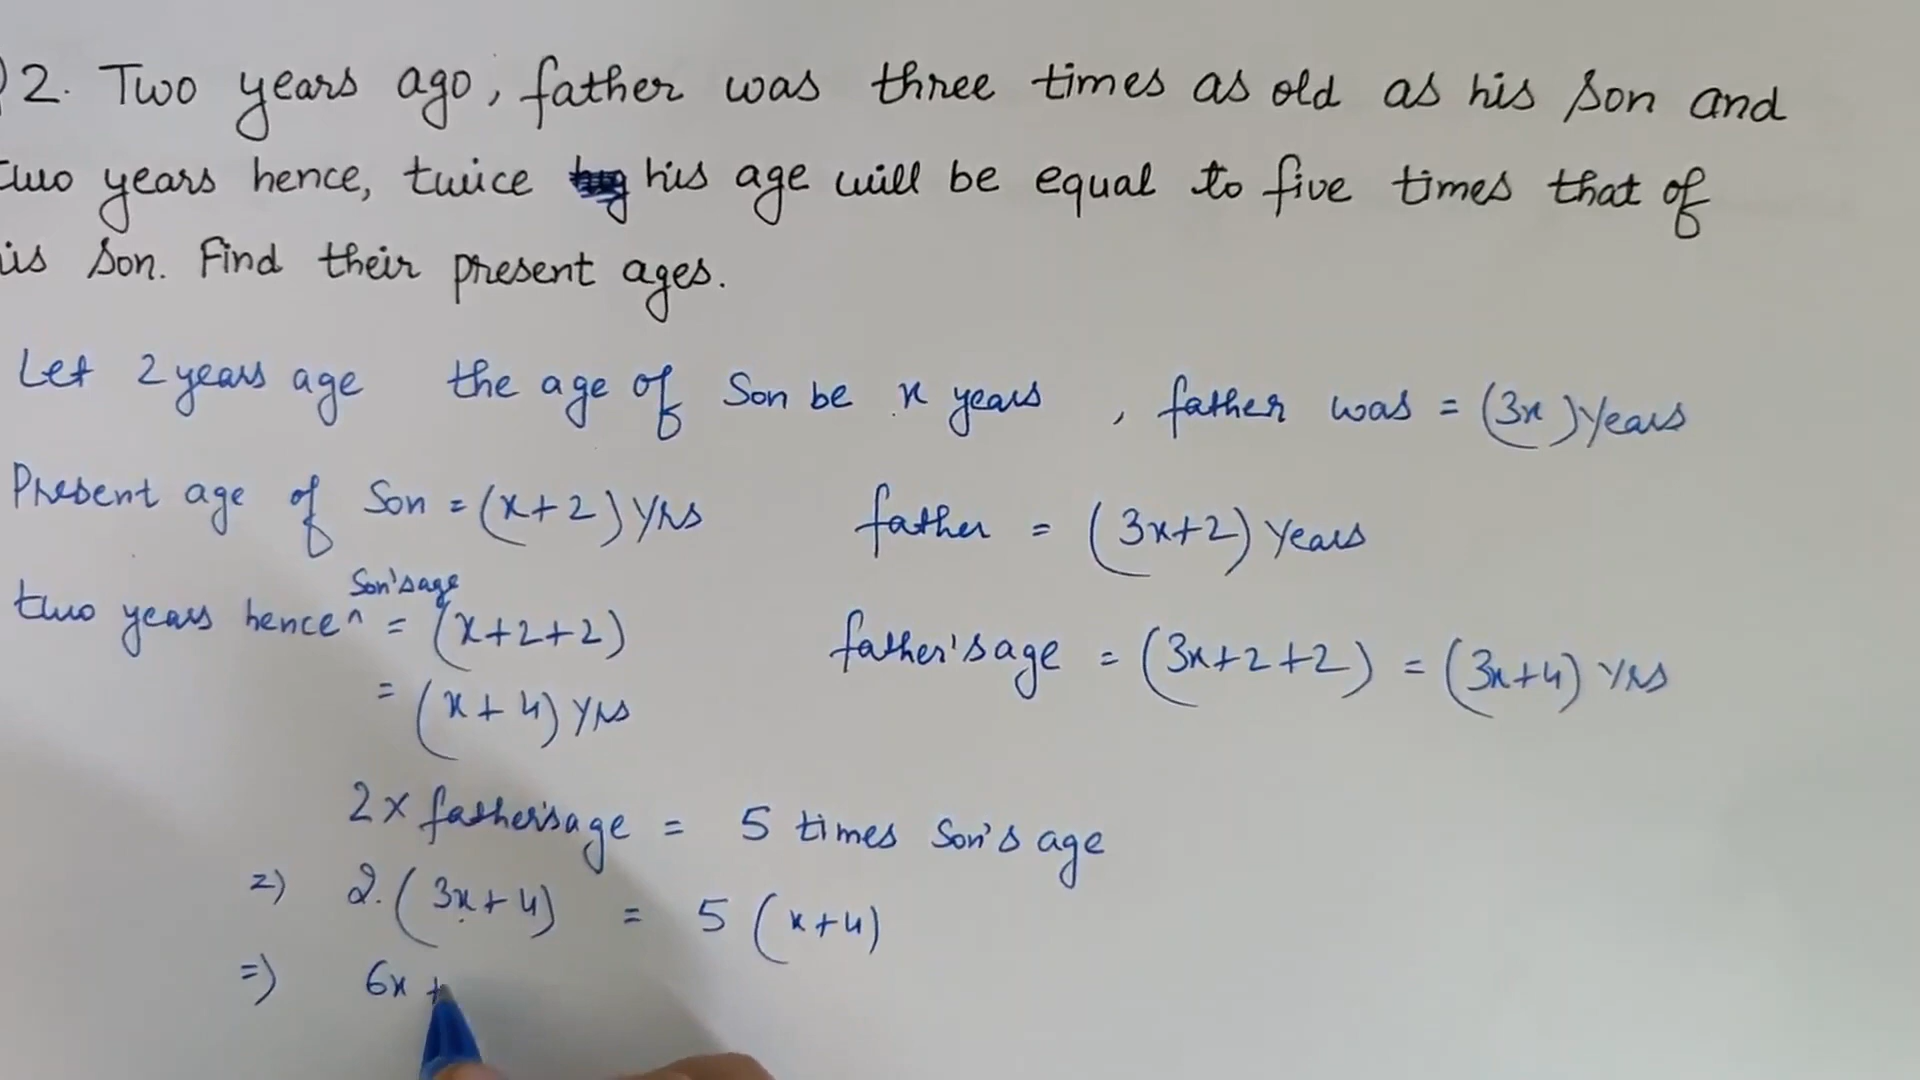 2. Two years ago, father was three times as old as his son and
two years hence, twice his age will be equal to five times that of
is son. Find their present ages.
Let 2 years age the age of Son be x years , father was = (3x) Years
Present age of Son = (x+2) Yrs father = (3x+2) Years
two years hence ^ Son's age = (x+2+2) father's age = (3x+2+2) = (3x+4) Yrs
= (x+4) Yrs
2x father's age = 5 times Son's age
=) 2.(3x+4) = 5 (x+4)
=) 6x +